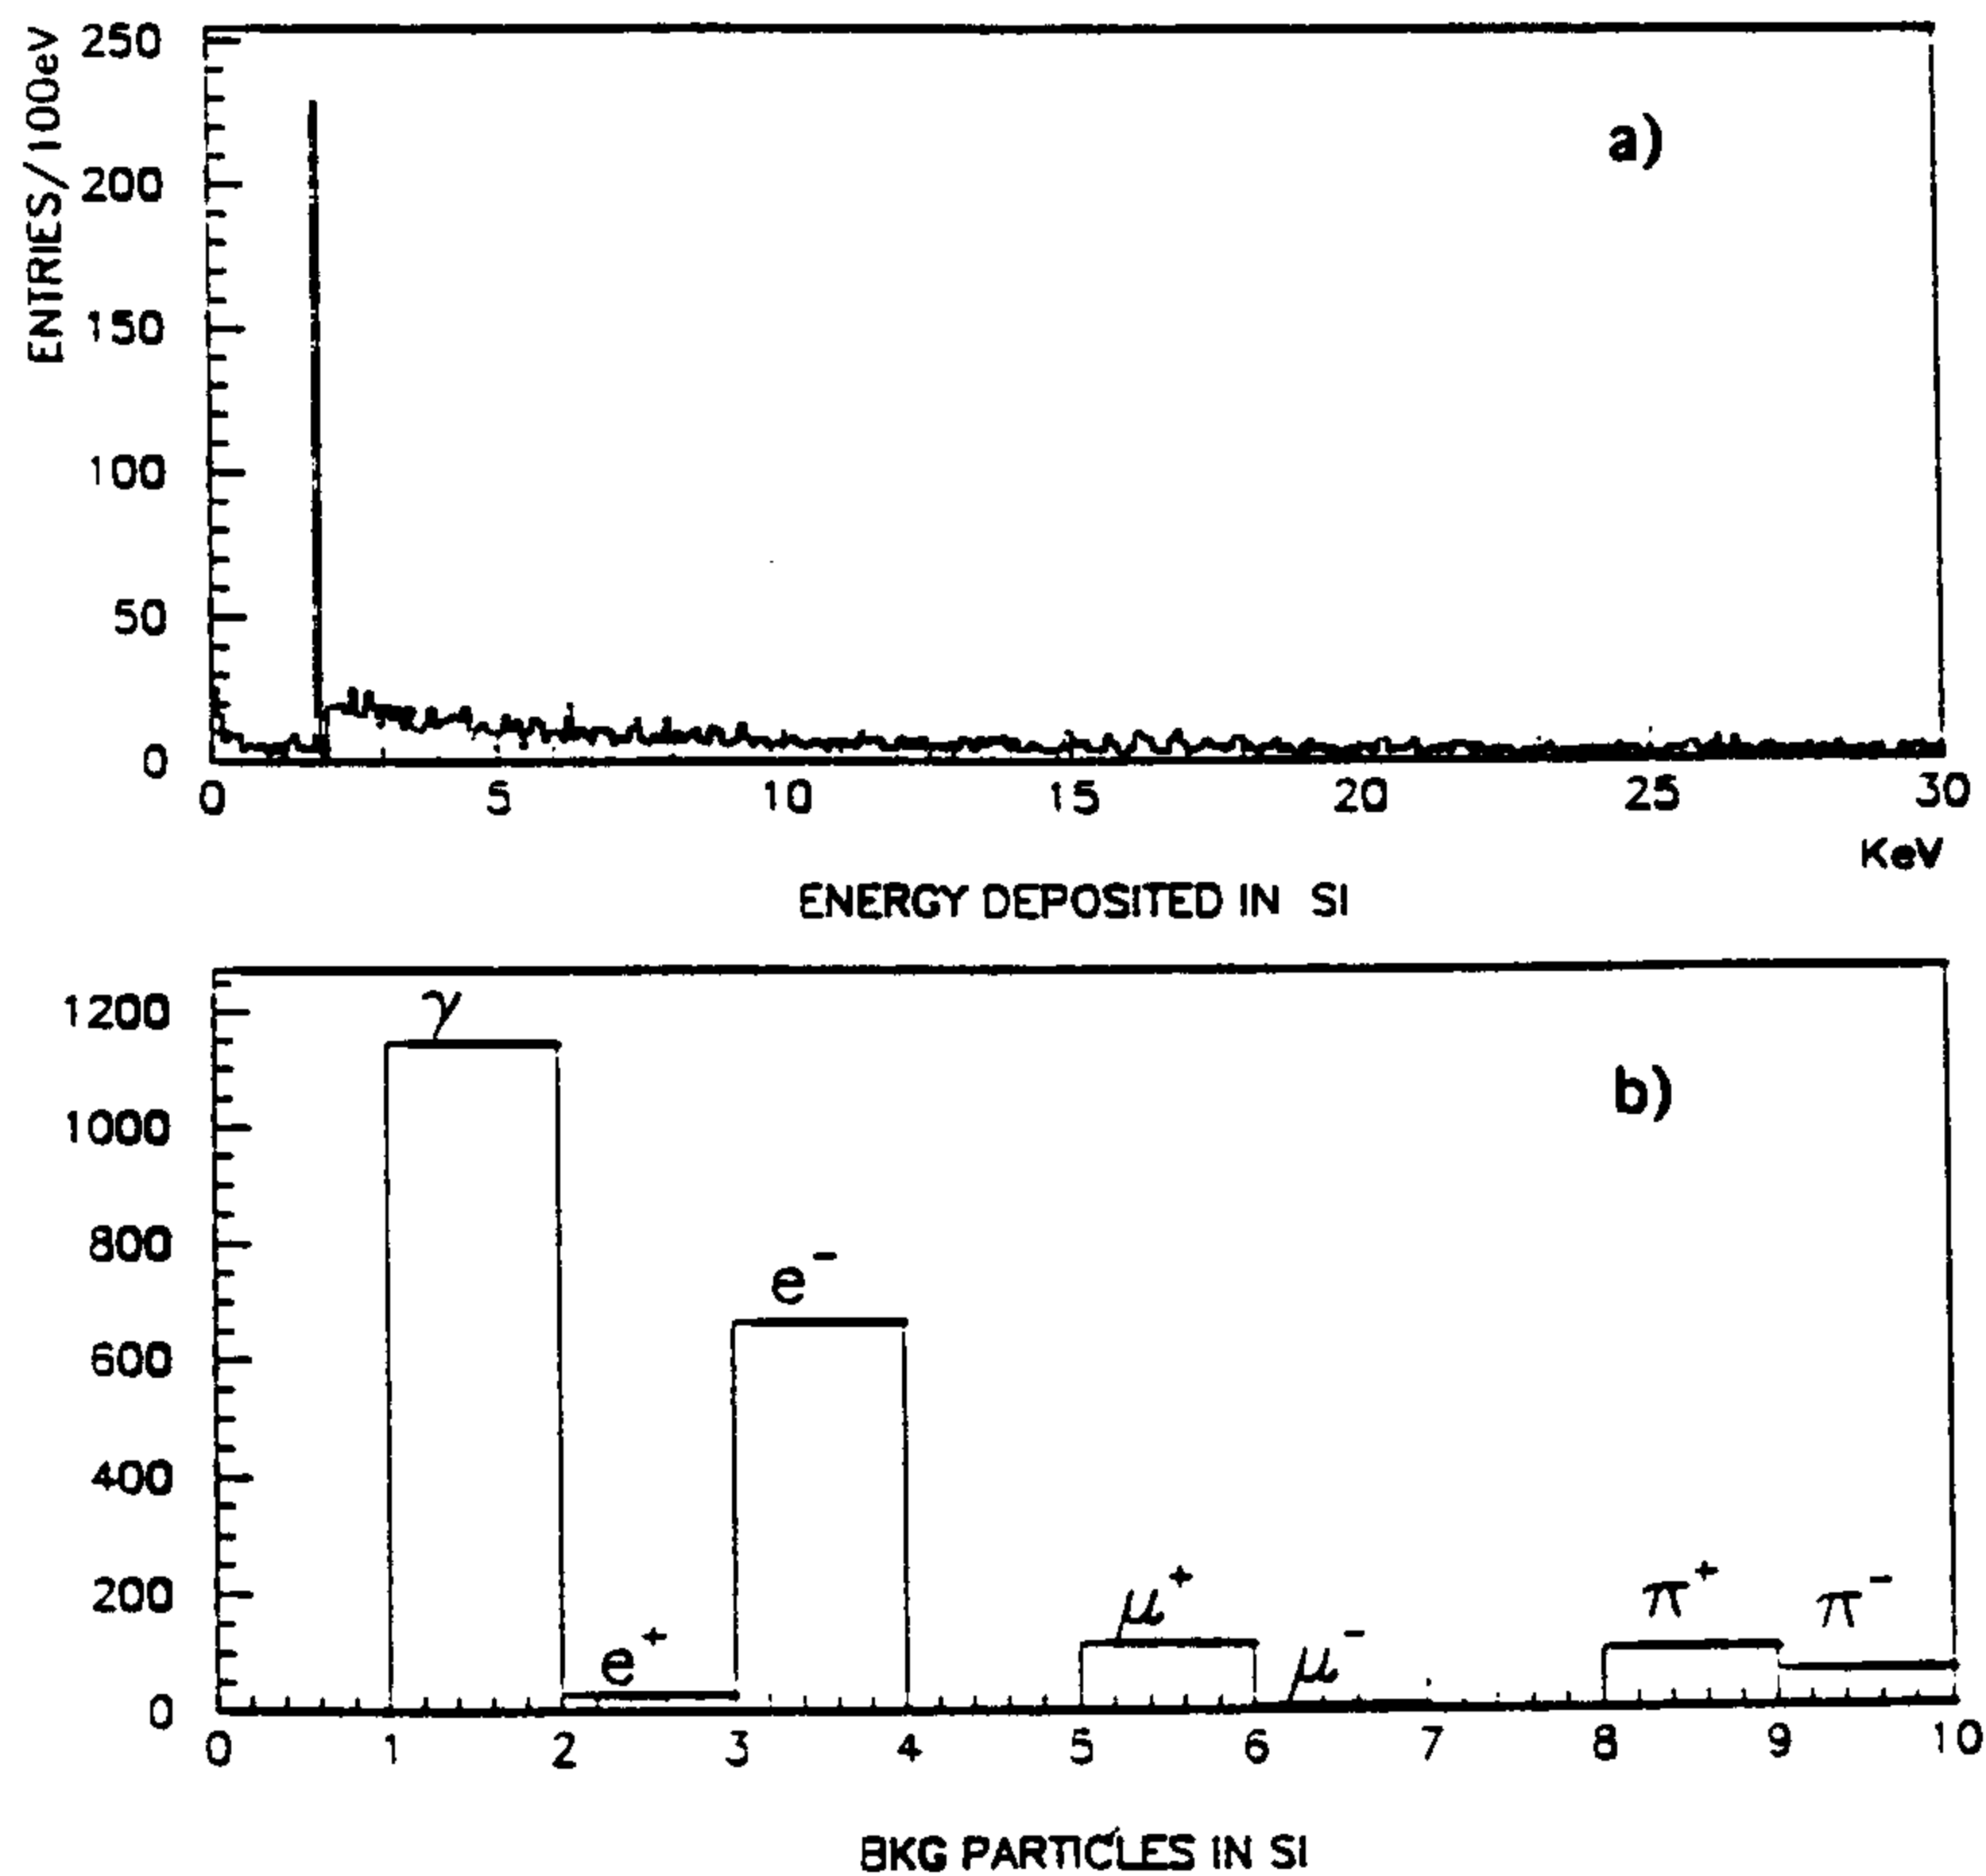 ENTRIES/100eV
250
200
150
100
50
0
a)
0 5 10 15 20 25 30
KeV
ENERGY DEPOSITED IN SI
1200
1000
800
600
400
200
0
b)
γ
e+
e−
μ+
μ−
π+
π−
0 1 2 3 4 5 6 7 8 9 10
BKG PARTICLES IN SI